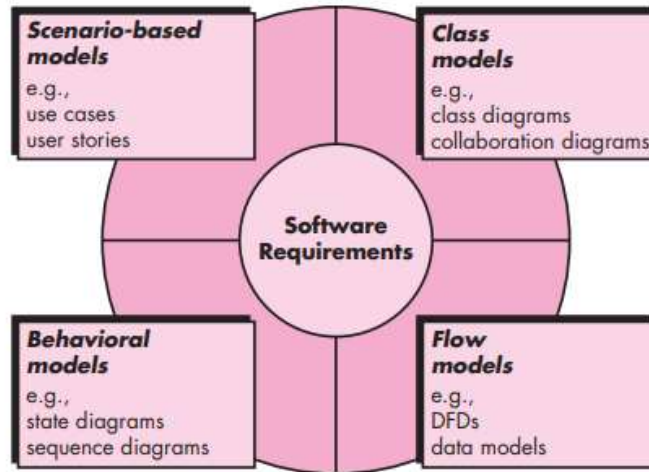 Scenario-based
models
e.g.,
use cases
user stories
Class
models
e.g.,
class diagrams
collaboration diagrams
Software
Requirements
Behavioral
models
e.g.,
state diagrams
sequence diagrams
Flow
models
e.g.,
DFDs
data models